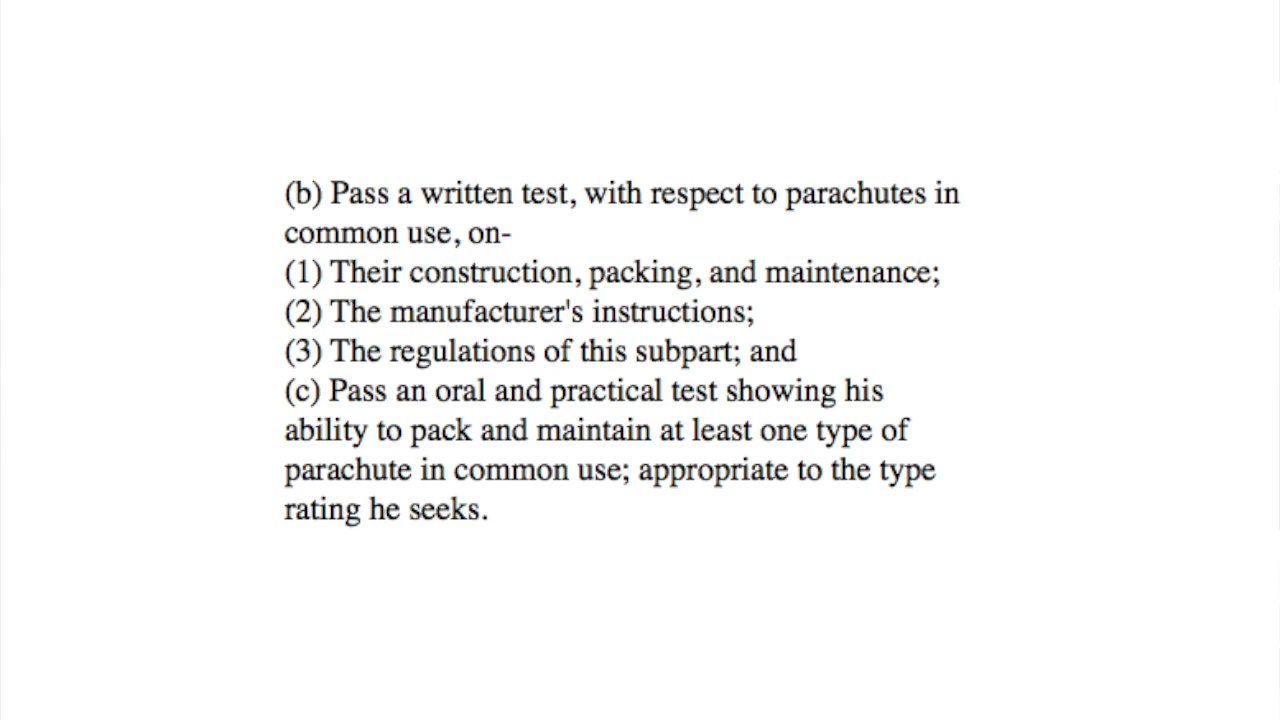 (b) Pass a written test, with respect to parachutes in
common use, on-
(1) Their construction, packing, and maintenance;
(2) The manufacturer's instructions;
(3) The regulations of this subpart; and
(c) Pass an oral and practical test showing his
ability to pack and maintain at least one type of
parachute in common use; appropriate to the type
rating he seeks.